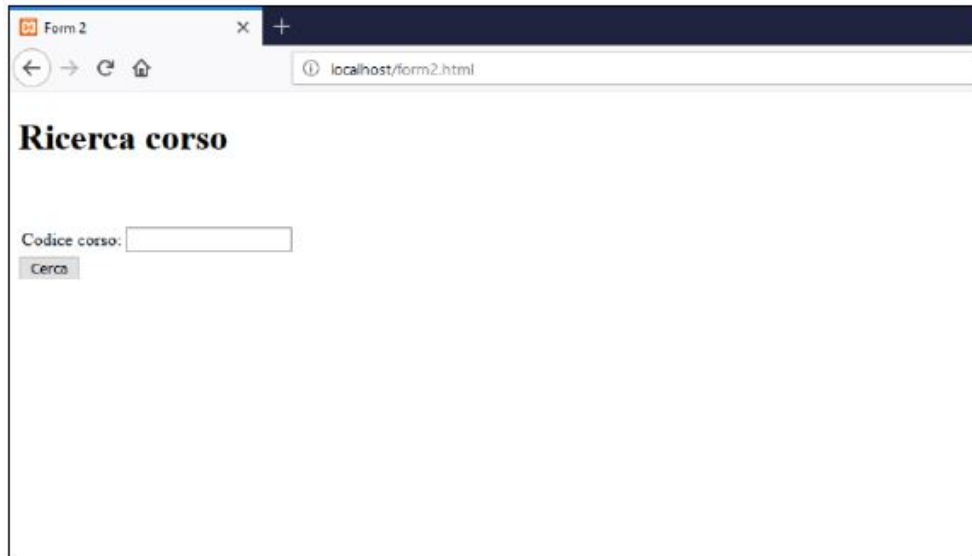 Form 2
localhost/form2.html
Ricerca corso
Codice corso:
Cerca